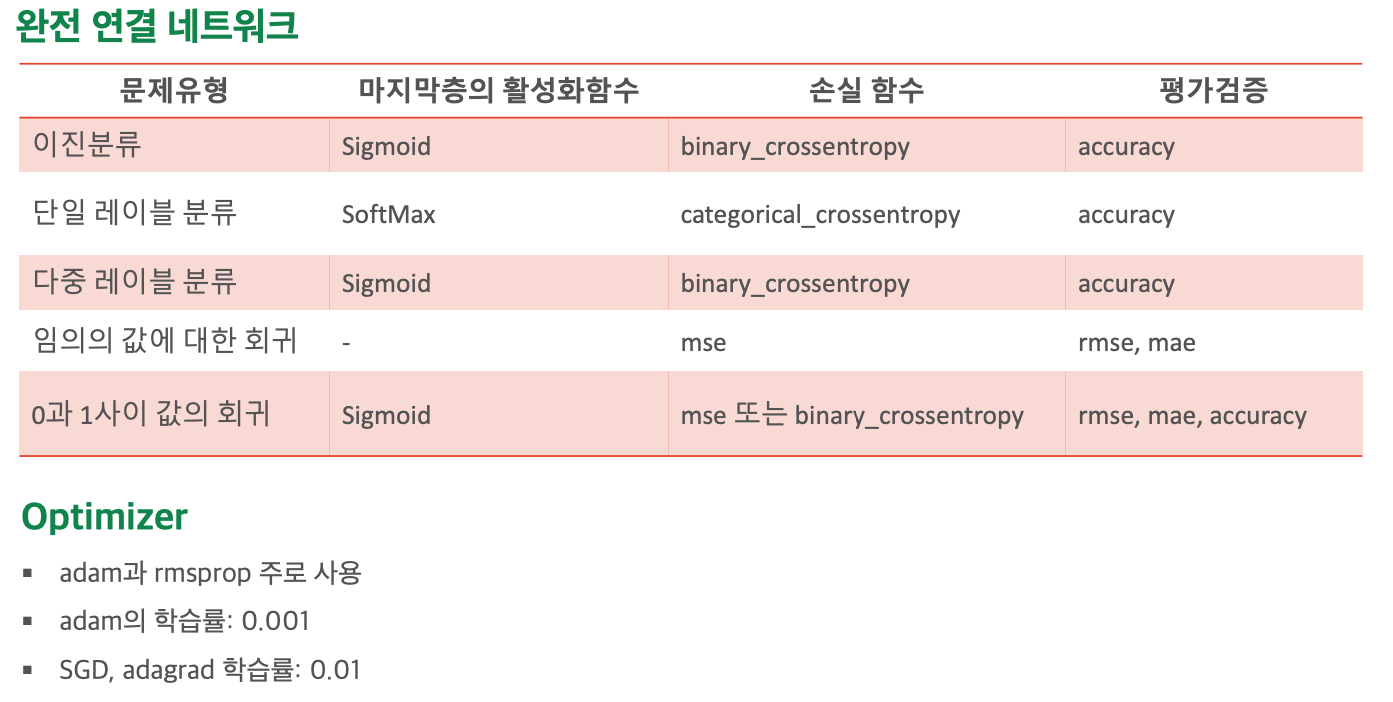 완전 연결 네트워크
문제유형 마지막층의 활성화함수 손실 함수 평가검증
이진분류 Sigmoid binary_crossentropy accuracy
단일 레이블 분류 SoftMax categorical_crossentropy accuracy
다중 레이블 분류 Sigmoid binary_crossentropy accuracy
임의의 값에 대한 회귀 - mse rmse, mae
0과 1사이 값의 회귀 Sigmoid mse 또는 binary_crossentropy rmse, mae, accuracy
Optimizer
▪ adam과 rmsprop 주로 사용
▪ adam의 학습률: 0.001
▪ SGD, adagrad 학습률: 0.01